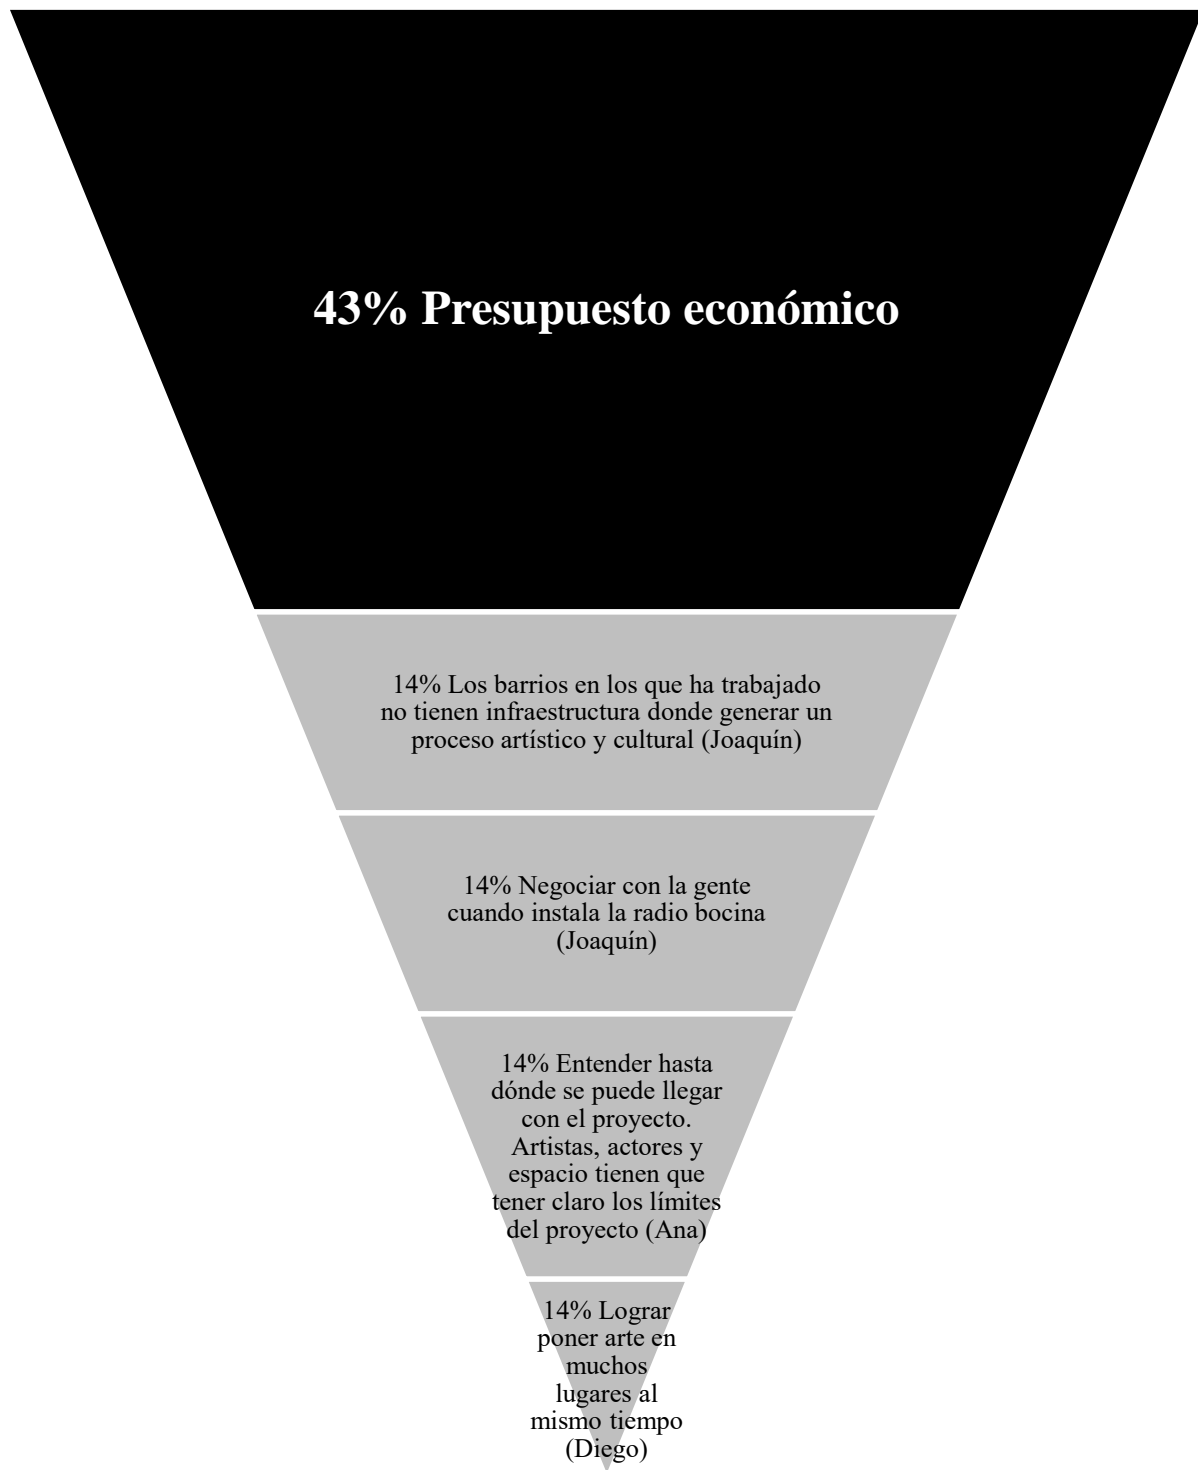 43% Presupuesto económico
14% Los barrios en los que ha trabajado
no tienen infraestructura donde generar un
proceso artístico y cultural (Joaquín)
14% Negociar con la gente
cuando instala la radio bocina
(Joaquín)
14% Entender hasta
dónde se puede llegar
con el proyecto.
Artistas, actores y
espacio tienen que
tener claro los límites
del proyecto (Ana)
14% Lograr
poner arte en
muchos
lugares al
mismo tiempo
(Diego)